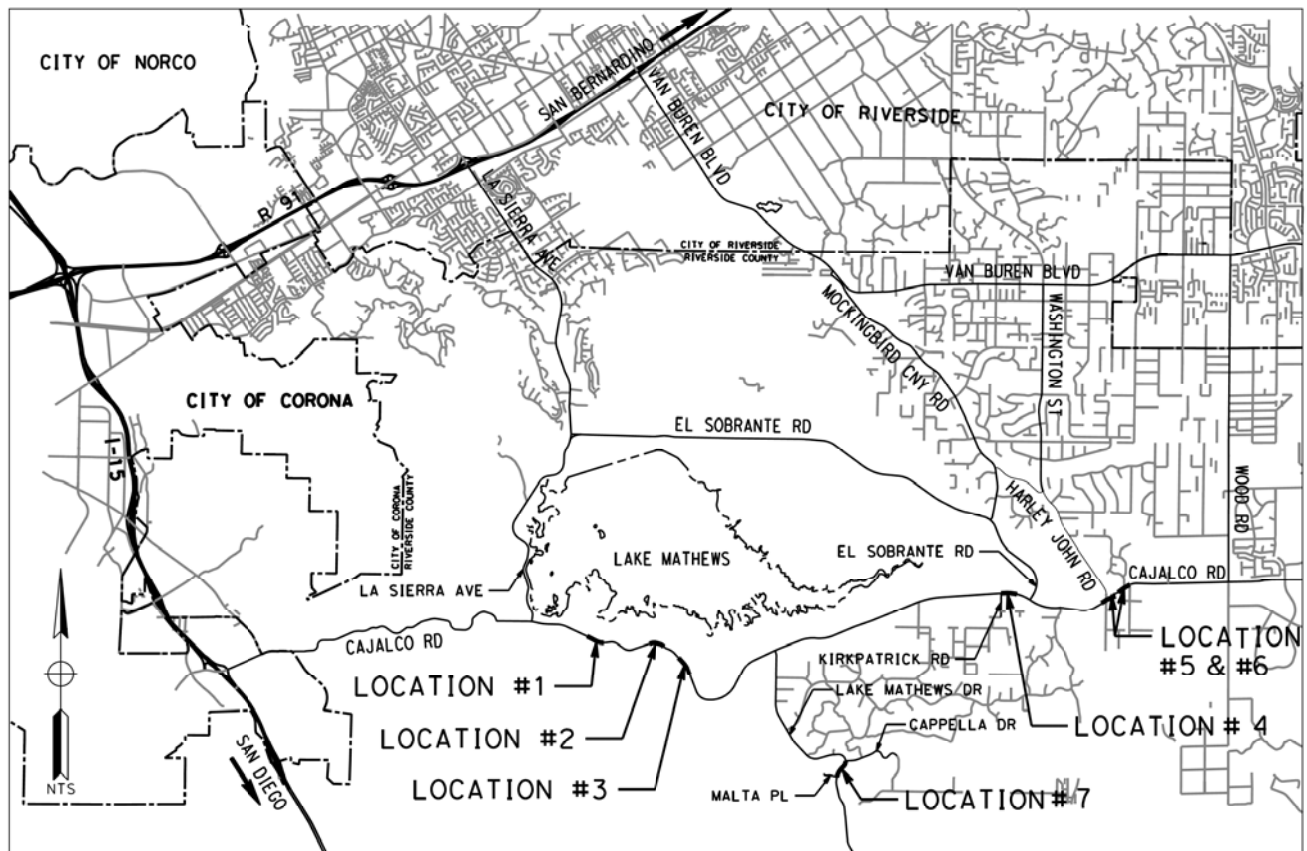 CITY OF NORCO
SAN BERNARDINO
VAN BUREN BLVD
CITY OF RIVERSIDE
R 91
LA SIERRA AVE
CITY OF RIVERSIDE
RIVERSIDE COUNTY
VAN BUREN BLVD
MOCKINGBIRD CNY RD
WASHINGTON ST
CITY OF CORONA
I-15
EL SOBRANTE RD
CITY OF CORONA
RIVERSIDE COUNTY
HARLEY JOHN RD
WOOD RD
LAKE MATHEWS
EL SOBRANTE RD
CAJALCO RD
LA SIERRA AVE
CAJALCO RD
LOCATION
#5 & #6
KIRKPATRICK RD
LOCATION #1
LAKE MATHEWS DR
CAPPELLA DR
LOCATION # 4
LOCATION #2
SAN DIEGO
NTS
LOCATION #3
MALTA PL
LOCATION# 7